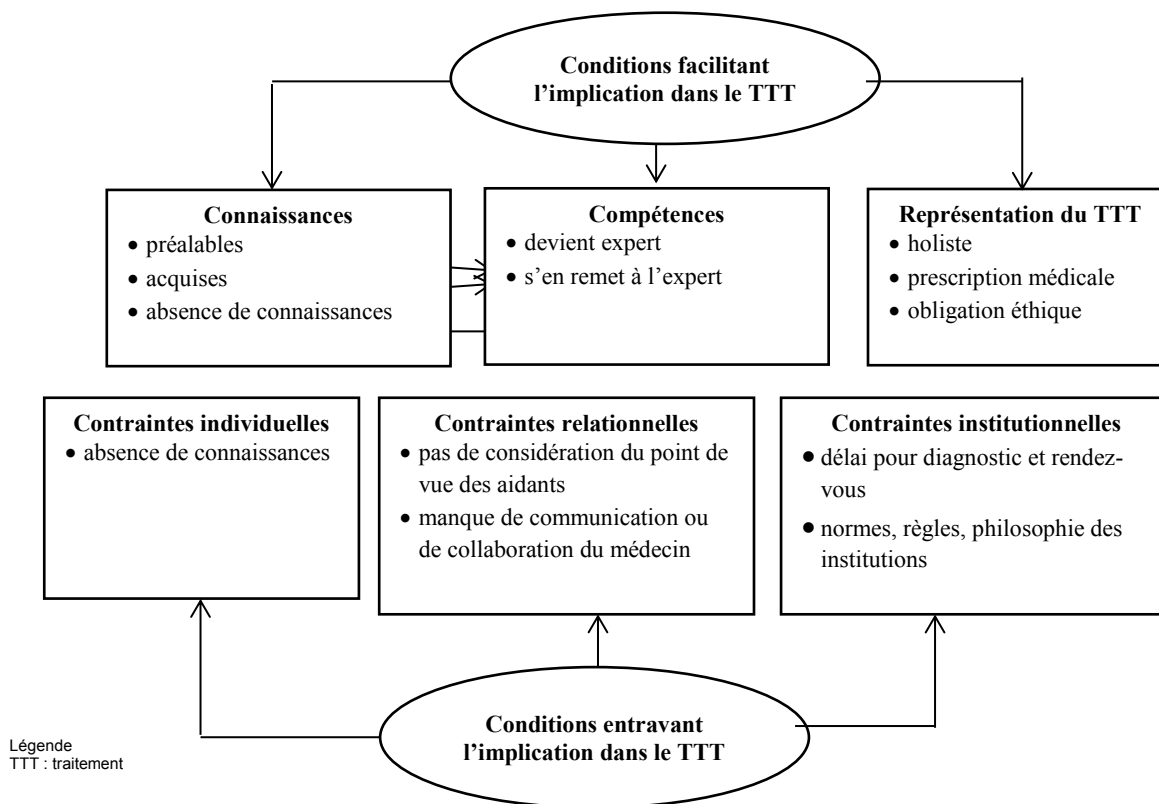 Conditions facilitant
l’implication dans le TTT
Connaissances
• préalables
• acquises
• absence de connaissances
Compétences
• devient expert
• s’en remet à l’expert
Représentation du TTT
• holiste
• prescription médicale
• obligation éthique
Contraintes individuelles
• absence de connaissances
Contraintes relationnelles
• pas de considération du point de
vue des aidants
• manque de communication ou
de collaboration du médecin
Contraintes institutionnelles
• délai pour diagnostic et rendez-
vous
• normes, règles, philosophie des
institutions
Conditions entravant
l’implication dans le TTT
Légende
TTT : traitement